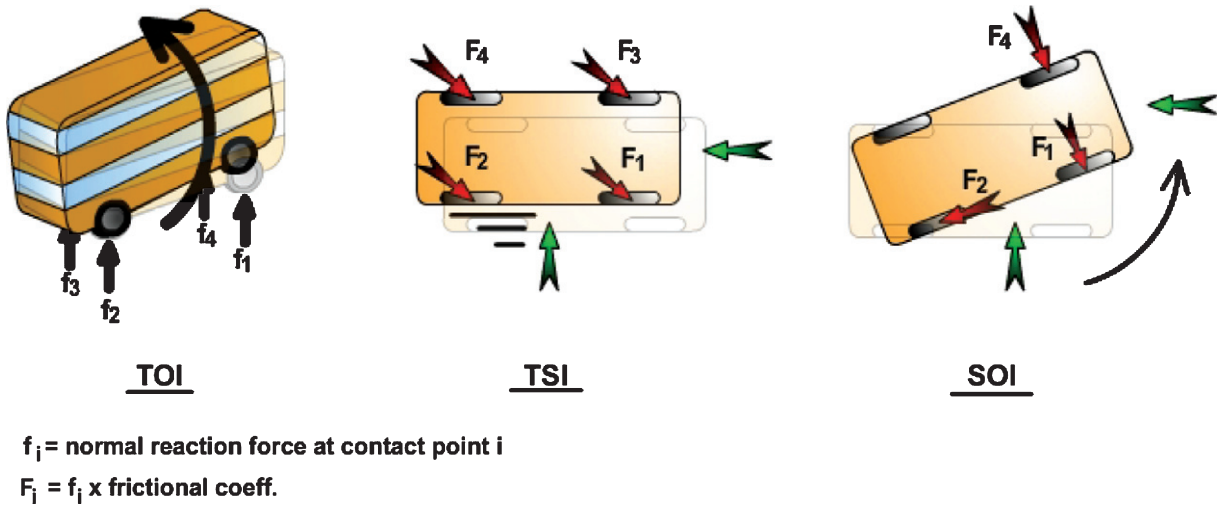 f3
f2
f4
f1
TOI
F4
F3
F2
F1
TSI
F4
F1
F2
SOI
fi = normal reaction force at contact point i
Fi = fi x frictional coeff.